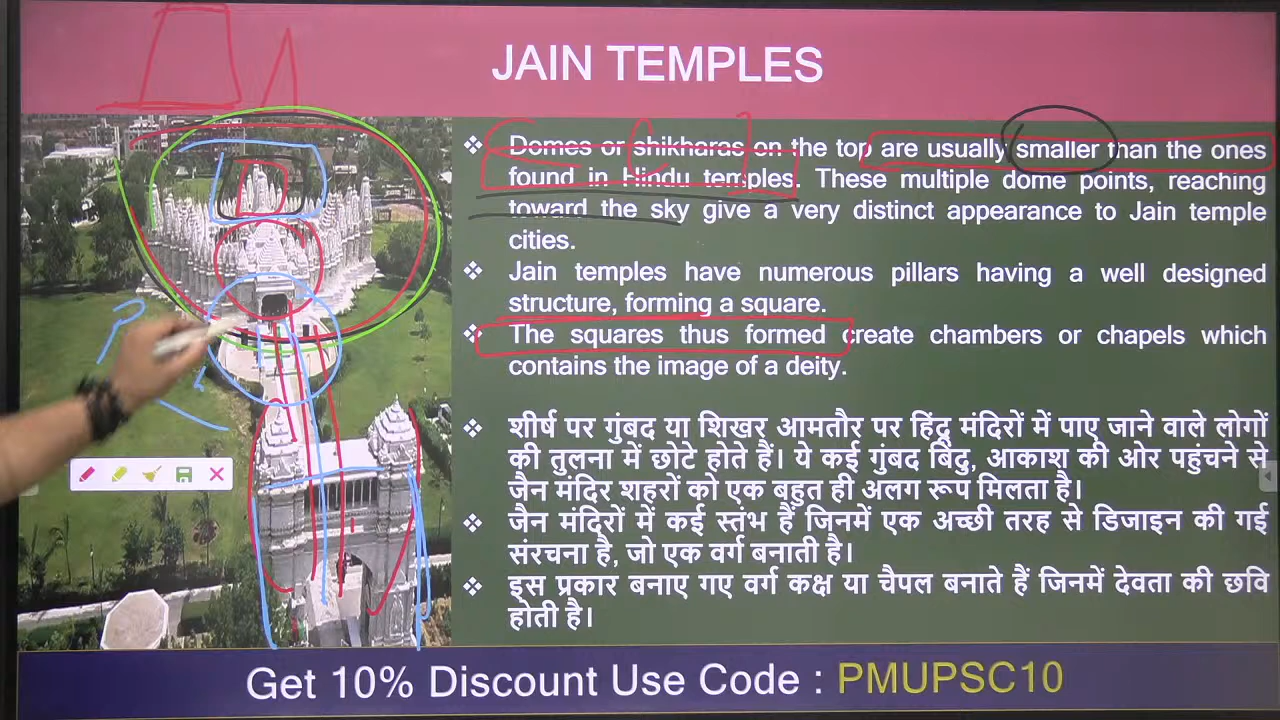 JAIN TEMPLES
❖ Domes or shikharas on the top are usually smaller than the ones
found in Hindu temples. These multiple dome points, reaching
toward the sky give a very distinct appearance to Jain temple
cities.
❖ Jain temples have numerous pillars having a well designed
structure, forming a square.
❖ The squares thus formed create chambers or chapels which
contains the image of a deity.
❖ शीर्ष पर गुंबद या शिखर आमतौर पर हिंदू मंदिरों में पाए जाने वाले लोगों
की तुलना में छोटे होते हैं। ये कई गुंबद बिंदु, आकाश की ओर पहुंचने से
जैन मंदिर शहरों को एक बहुत ही अलग रूप मिलता है।
❖ जैन मंदिरों में कई स्तंभ हैं जिनमें एक अच्छी तरह से डिजाइन की गई
संरचना है, जो एक वर्ग बनाती है।
❖ इस प्रकार बनाए गए वर्ग कक्ष या चैपल बनाते हैं जिनमें देवता की छवि
होती है।
Get 10% Discount Use Code : PMUPSC10